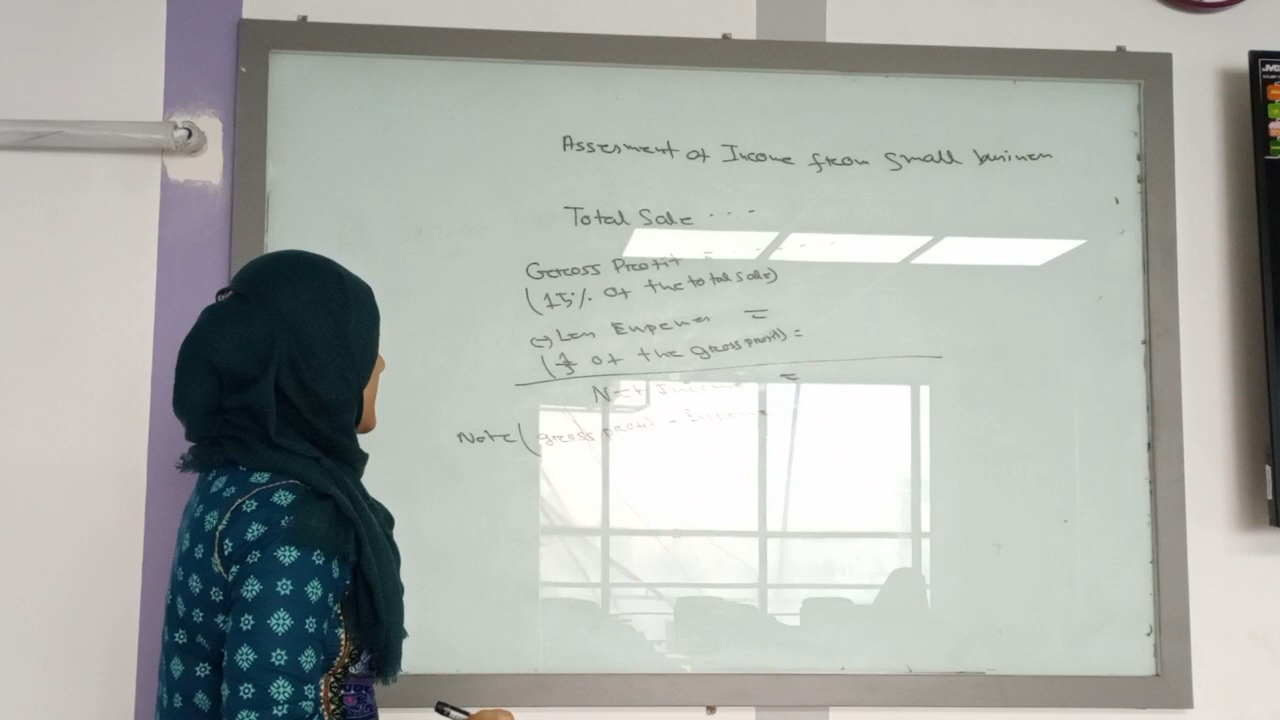 Assesment of Income from small business
Total Sale ...
Gross Profit
(15% of the total sale)
(-) Less Expenses =
(1/3 of the gross profit) =
Net Income =
Note (gross profit - Expense